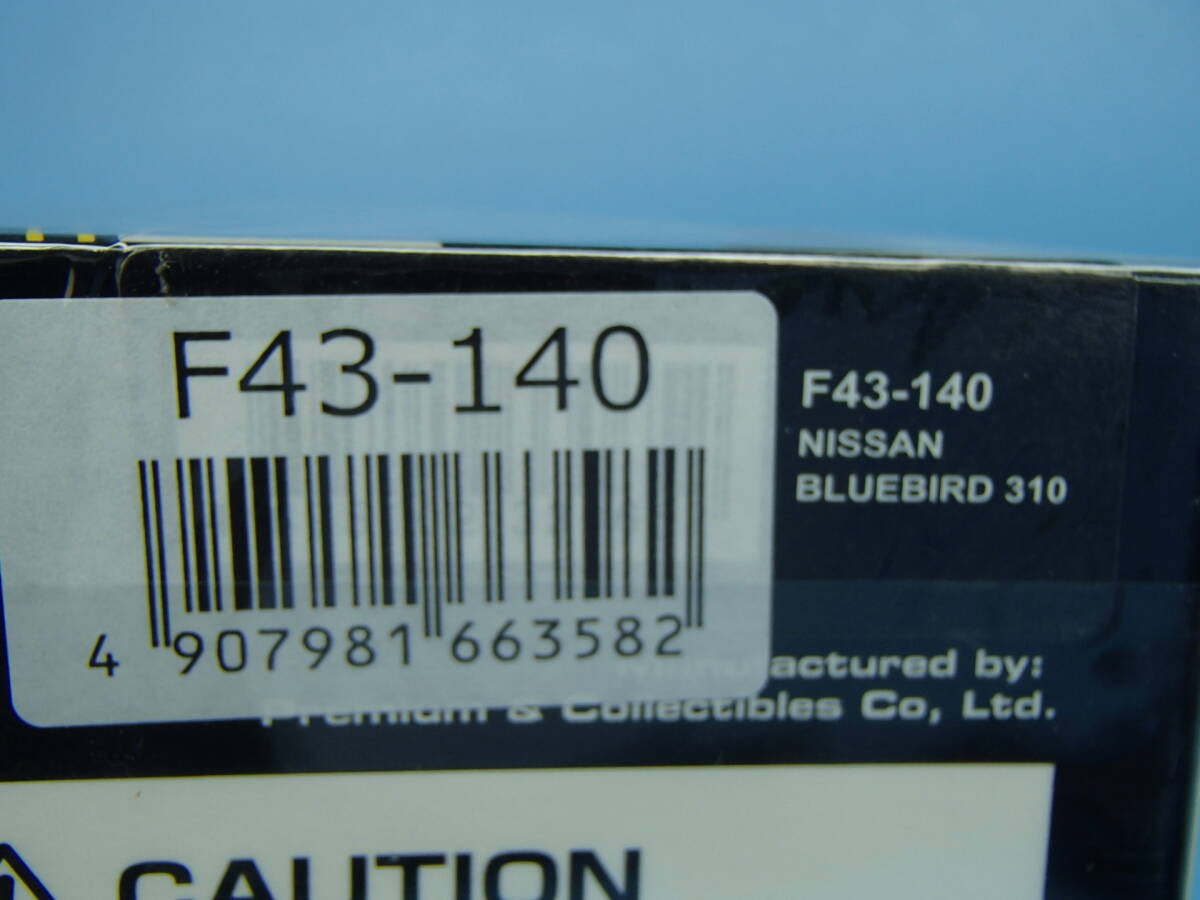 F43-140
4 907981 663582
F43-140
NISSAN
BLUEBIRD 310
Manufactured by:
Premium & Collectibles Co, Ltd.
CAUTION